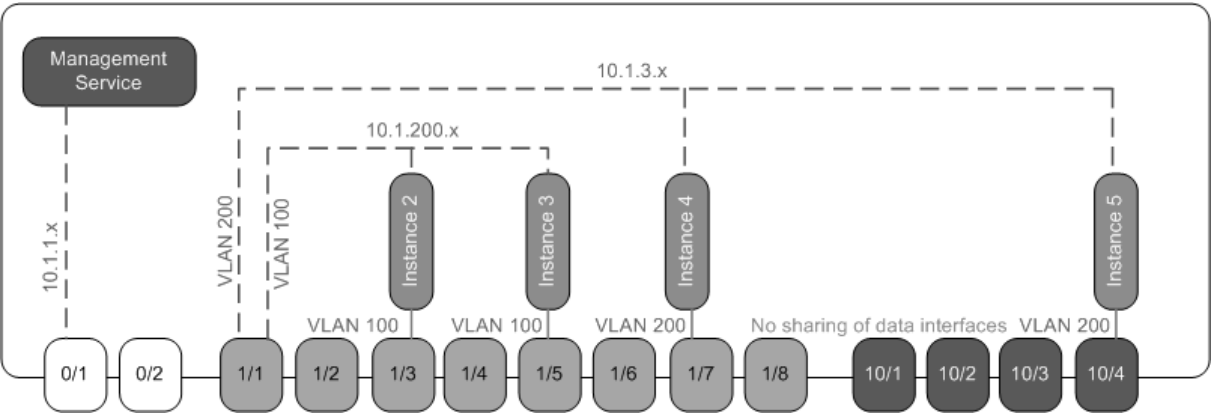 Management
Service
10.1.3.x
10.1.200.x
10.1.1.x
VLAN 200
VLAN 100
Instance 2
Instance 3
Instance 4
Instance 5
VLAN 100
VLAN 100
VLAN 200
No sharing of data interfaces
VLAN 200
0/1
0/2
1/1
1/2
1/3
1/4
1/5
1/6
1/7
1/8
10/1
10/2
10/3
10/4